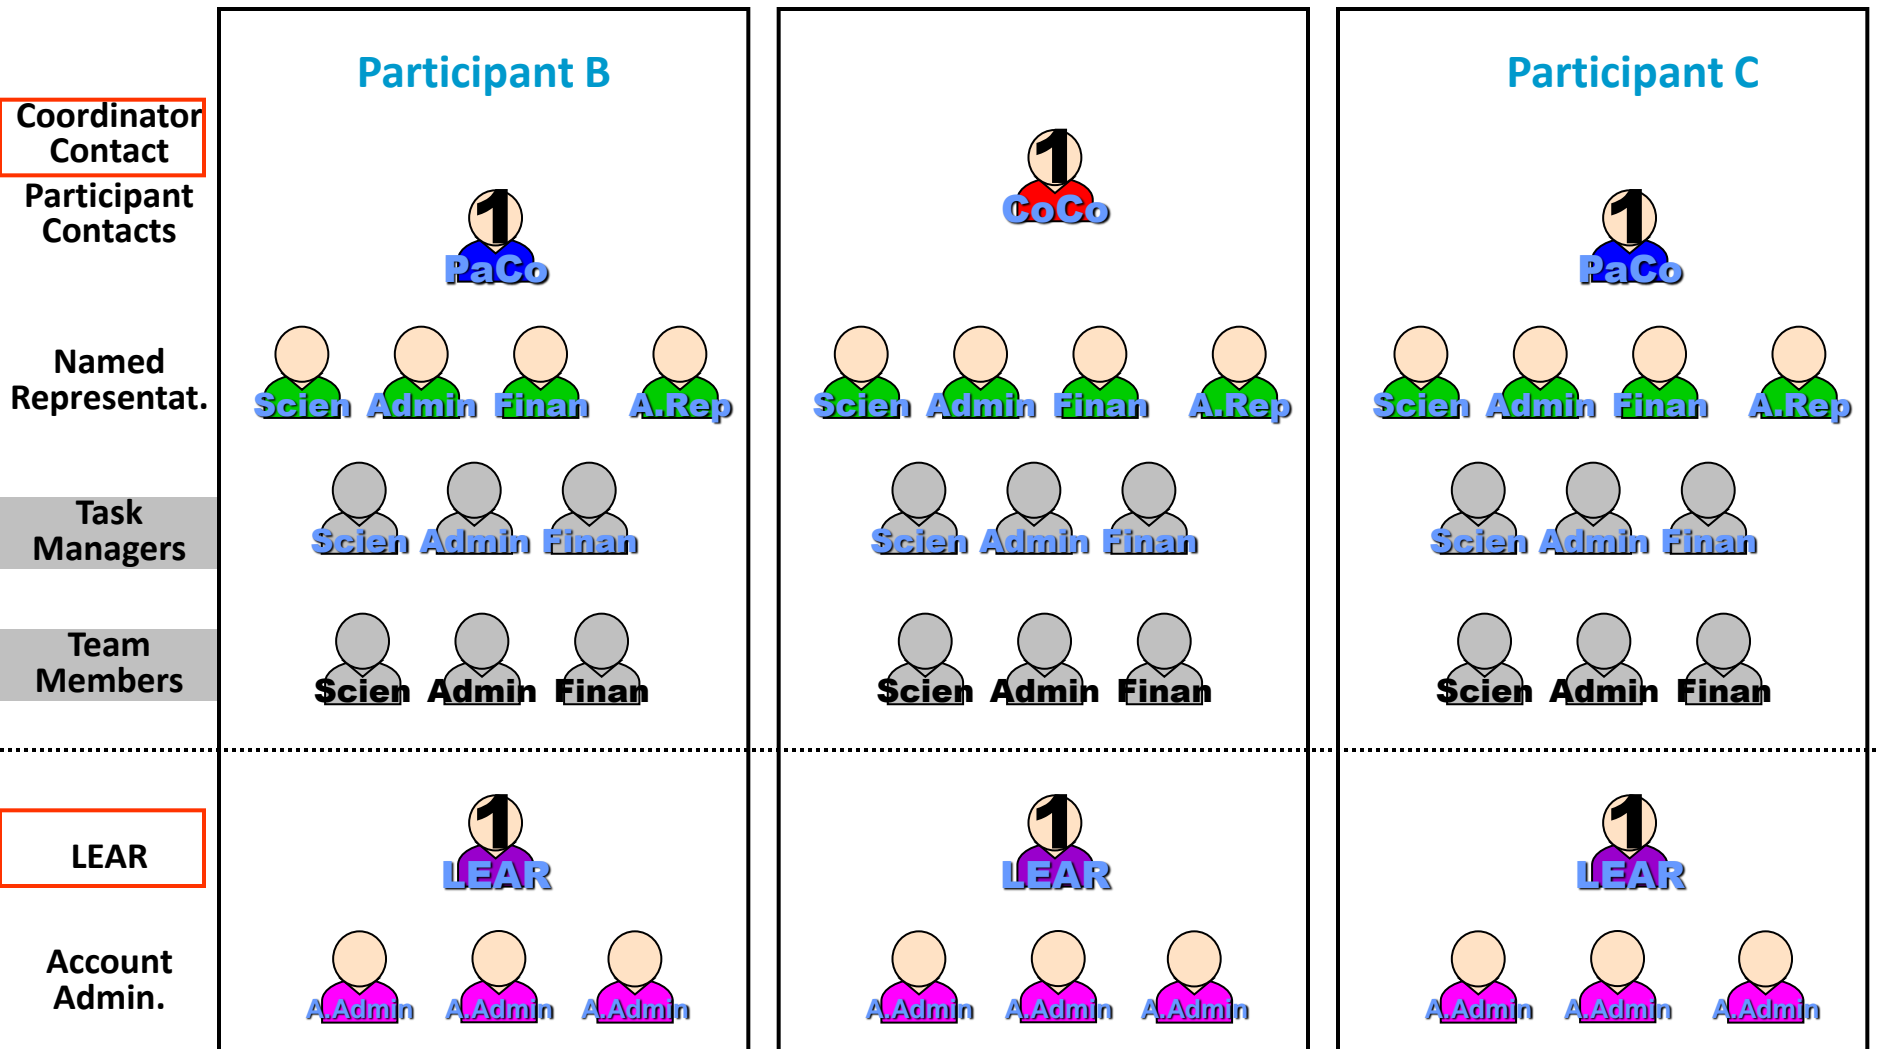 Participant B
Participant C
Coordinator
Contact
1
CoCo
Participant
Contacts
1
PaCo
1
PaCo
Named
Representat.
Scien Admin Finan A.Rep
Scien Admin Finan A.Rep
Scien Admin Finan A.Rep
Task
Managers
Scien Admin Finan
Scien Admin Finan
Scien Admin Finan
Team
Members
Scien Admin Finan
Scien Admin Finan
Scien Admin Finan
LEAR
1
LEAR
1
LEAR
1
LEAR
Account
Admin.
A.Admin A.Admin A.Admin
A.Admin A.Admin A.Admin
A.Admin A.Admin A.Admin